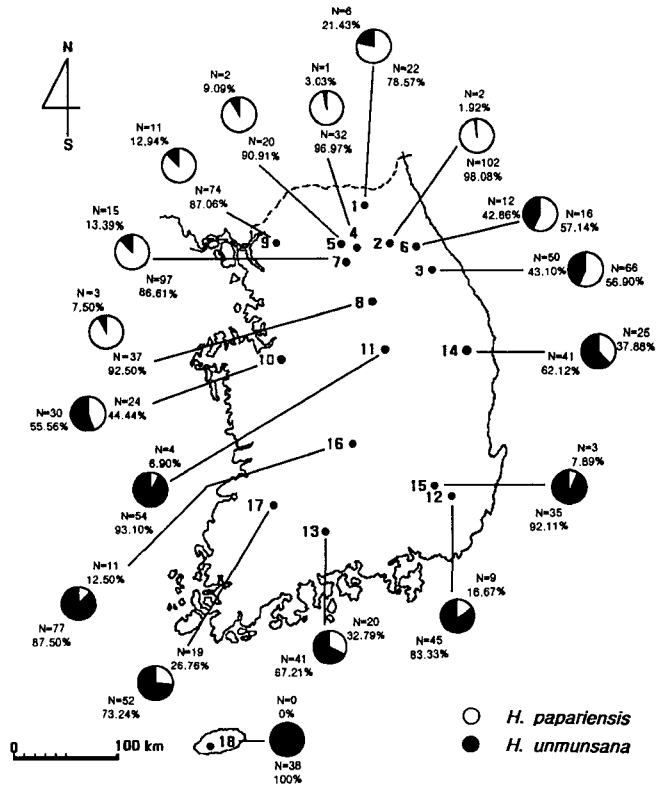 N=6
21.43%
N
N=2
9.09%
N=1
3.03%
N=22
78.57%
N=2
1.92%
S
N=11
12.94%
N=20
90.91%
N=32
96.97%
N=102
98.08%
N=74
87.06%
N=12
42.86%
N=16
57.14%
1
N=15
13.39%
9
5
4
2
6
7
3
N=50
43.10%
N=66
56.90%
N=97
86.61%
N=3
7.50%
8
N=37
92.50%
10
11
14
N=25
37.88%
N=41
62.12%
N=30
55.56%
N=24
44.44%
N=4
6.90%
16
N=3
7.89%
15
12
N=54
93.10%
17
N=35
92.11%
13
N=11
12.50%
N=9
16.67%
N=77
87.50%
N=20
32.79%
N=45
83.33%
N=19
26.76%
N=41
67.21%
N=52
73.24%
N=0
0%
H. papariensis
18
H. unmunsana
0 100 km
N=38
100%